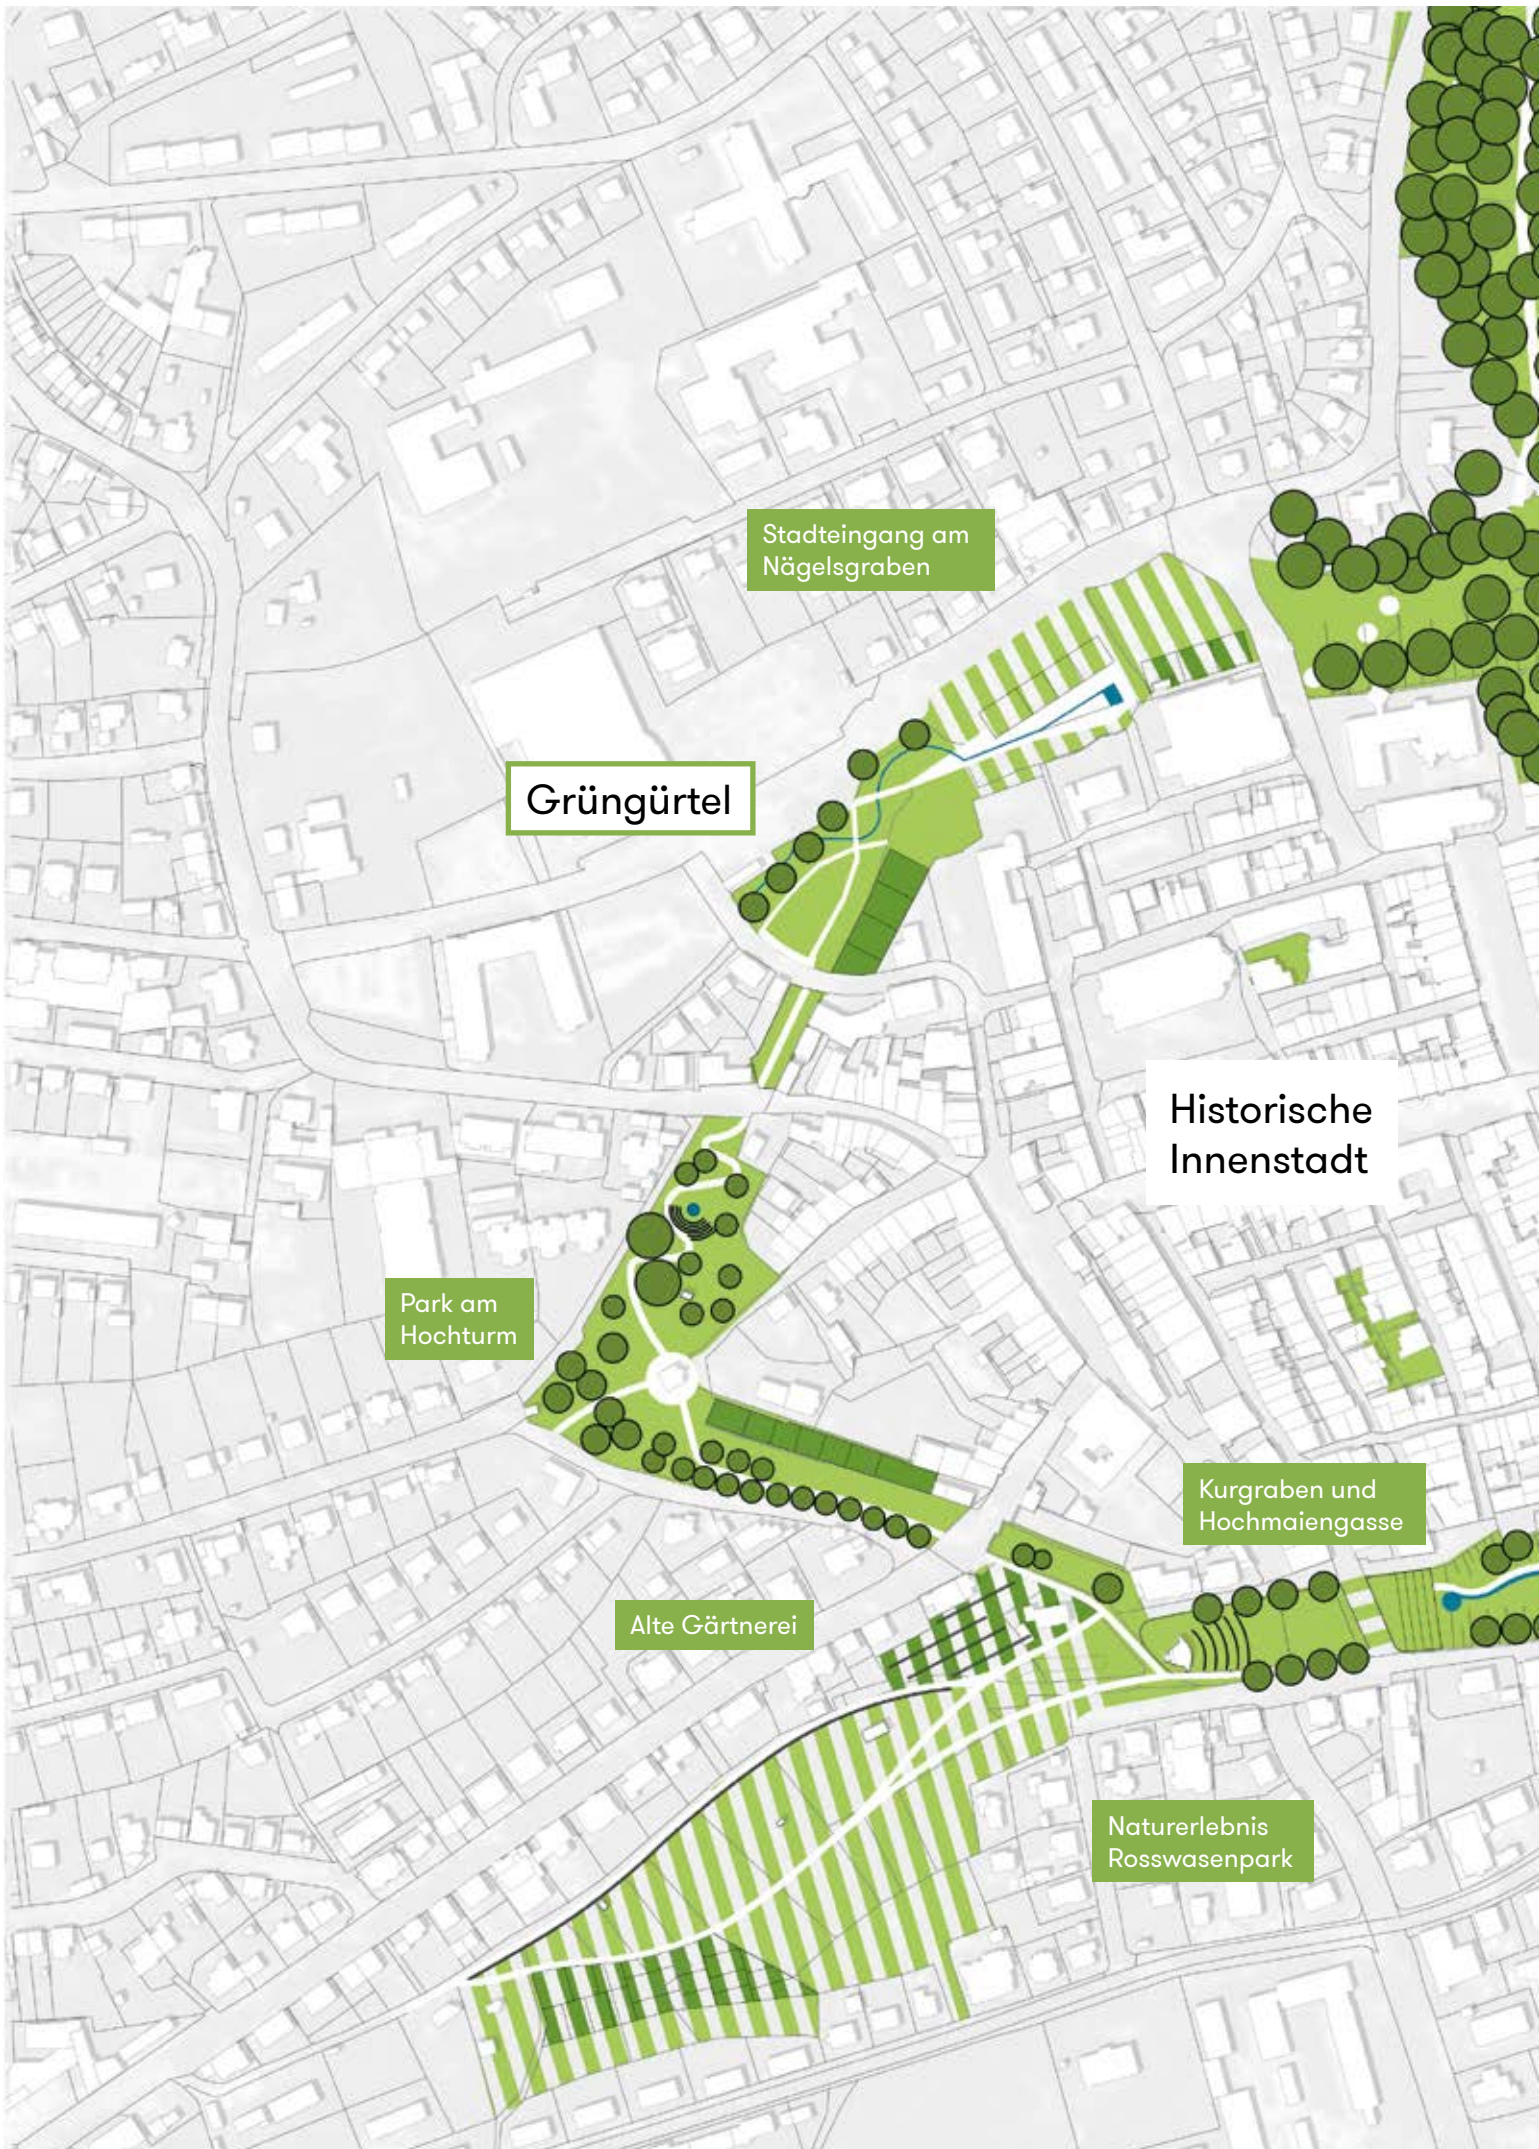 Stadteingang am
Nägelsgraben
Grüngürtel
Historische
Innenstadt
Park am
Hochturm
Kurgraben und
Hochmaiengasse
Alte Gärtnerei
Naturerlebnis
Rosswasenpark